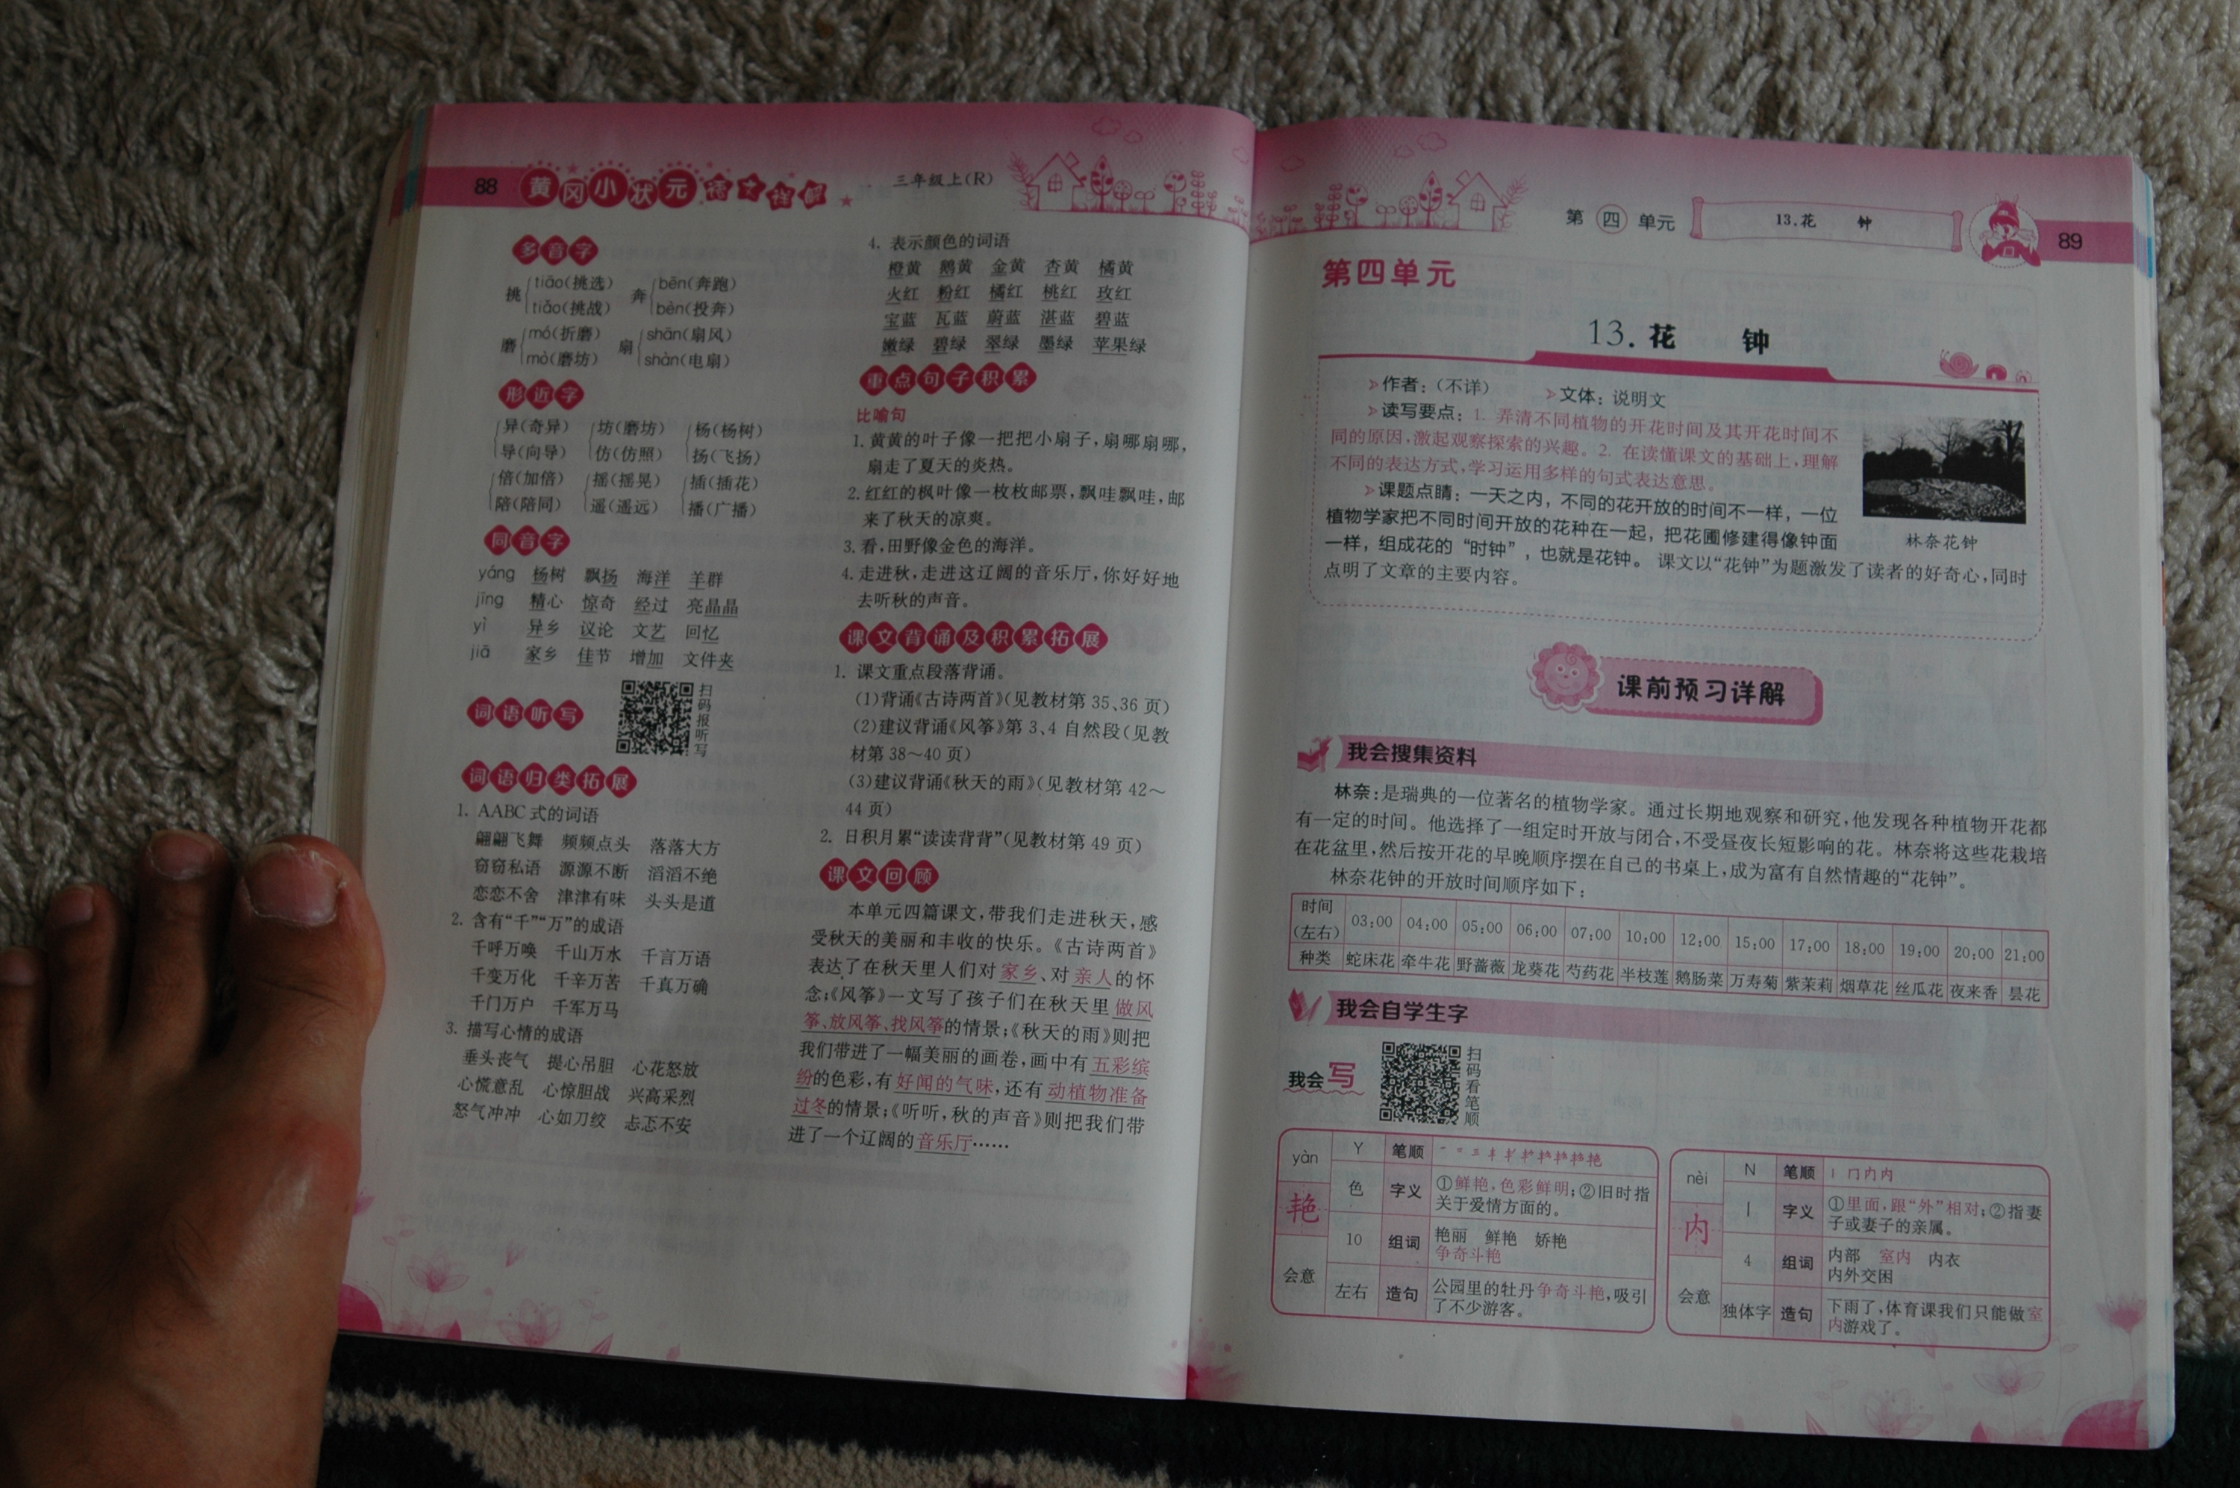 88 黄冈小状元 语文详解 三年级上(R)
多音字
挑{tiāo(挑选) tiǎo(挑战) 奔{bēn(奔跑) bèn(投奔)
磨{mó(折磨) mò(磨坊) 扇{shān(扇风) shàn(电扇)
形近字
{异(奇异) 导(向导) {坊(磨坊) 仿(仿照) {杨(杨树) 扬(飞扬)
{倍(加倍) 陪(陪同) {摇(摇晃) 遥(遥远) {插(插花) 播(广播)
同音字
yáng 杨树 飘扬 海洋 羊群
jīng 精心 惊奇 经过 亮晶晶
yì 异乡 议论 文艺 回忆
jiā 家乡 佳节 增加 文件夹
词语听写
扫码报听写
词语归类拓展
1. AABC 式的词语
翩翩飞舞 频频点头 落落大方
窃窃私语 源源不断 滔滔不绝
恋恋不舍 津津有味 头头是道
2. 含有“千”“万”的成语
千呼万唤 千山万水 千言万语
千变万化 千辛万苦 千真万确
千门万户 千军万马
3. 描写心情的成语
垂头丧气 提心吊胆 心花怒放
心慌意乱 心惊胆战 兴高采烈
怒气冲冲 心如刀绞 忐忑不安
4. 表示颜色的词语
橙黄 鹅黄 金黄 杏黄 橘黄
火红 粉红 橘红 桃红 玫红
宝蓝 瓦蓝 蔚蓝 湛蓝 碧蓝
嫩绿 碧绿 翠绿 墨绿 苹果绿
重点句子积累
比喻句
1. 黄黄的叶子像一把把小扇子,扇哪扇哪,
扇走了夏天的炎热。
2. 红红的枫叶像一枚枚邮票,飘哇飘哇,邮
来了秋天的凉爽。
3. 看,田野像金色的海洋。
4. 走进秋,走进这辽阔的音乐厅,你好好地
去听秋的声音。
课文背诵及积累拓展
1. 课文重点段落背诵。
(1)背诵《古诗两首》(见教材第 35、36 页)
(2)建议背诵《风筝》第 3、4 自然段(见教
材第 38～40 页)
(3)建议背诵《秋天的雨》(见教材第 42～
44 页)
2. 日积月累“读读背背”(见教材第 49 页)
课文回顾
本单元四篇课文,带我们走进秋天,感
受秋天的美丽和丰收的快乐。《古诗两首》
表达了在秋天里人们对家乡、对亲人的怀
念;《风筝》一文写了孩子们在秋天里做风
筝、放风筝、找风筝的情景;《秋天的雨》则把
我们带进了一幅美丽的画卷,画中有五彩缤
纷的色彩,有好闻的气味,还有动植物准备
过冬的情景;《听听,秋的声音》则把我们带
进了一个辽阔的音乐厅……
第四单元 13.花 钟 89
第四单元
13. 花 钟
作者:(不详) 文体:说明文
读写要点:1. 弄清不同植物的开花时间及其开花时间不
同的原因,激起观察探索的兴趣。2. 在读懂课文的基础上,理解
不同的表达方式,学习运用多样的句式表达意思。
课题点睛:一天之内,不同的花开放的时间不一样,一位
植物学家把不同时间开放的花种在一起,把花圃修建得像钟面
一样,组成花的“时钟”,也就是花钟。课文以“花钟”为题激发了读者的好奇心,同时
点明了文章的主要内容。
林奈花钟
课前预习详解
我会搜集资料
林奈:是瑞典的一位著名的植物学家。通过长期地观察和研究,他发现各种植物开花都
有一定的时间。他选择了一组定时开放与闭合,不受昼夜长短影响的花。林奈将这些花栽培
在花盆里,然后按开花的早晚顺序摆在自己的书桌上,成为富有自然情趣的“花钟”。
林奈花钟的开放时间顺序如下:
时间(左右) 03:00 04:00 05:00 06:00 07:00 10:00 12:00 15:00 17:00 18:00 19:00 20:00 21:00
种类 蛇床花 牵牛花 野蔷薇 龙葵花 芍药花 半枝莲 鹅肠菜 万寿菊 紫茉莉 烟草花 丝瓜花 夜来香 昙花
我会自学生字
我会写
扫码看笔顺
yàn Y 笔顺
艳 色 字义 ①鲜艳,色彩鲜明;②旧时指
关于爱情方面的。
10 组词 艳丽 鲜艳 娇艳
争奇斗艳
会意 左右 造句 公园里的牡丹争奇斗艳,吸引
了不少游客。
nèi N 笔顺 丨 冂 内 内
内 丨 字义 ①里面,跟“外”相对;②指妻
子或妻子的亲属。
4 组词 内部 室内 内衣
内外交困
会意 独体字 造句 下雨了,体育课我们只能做室
内游戏了。